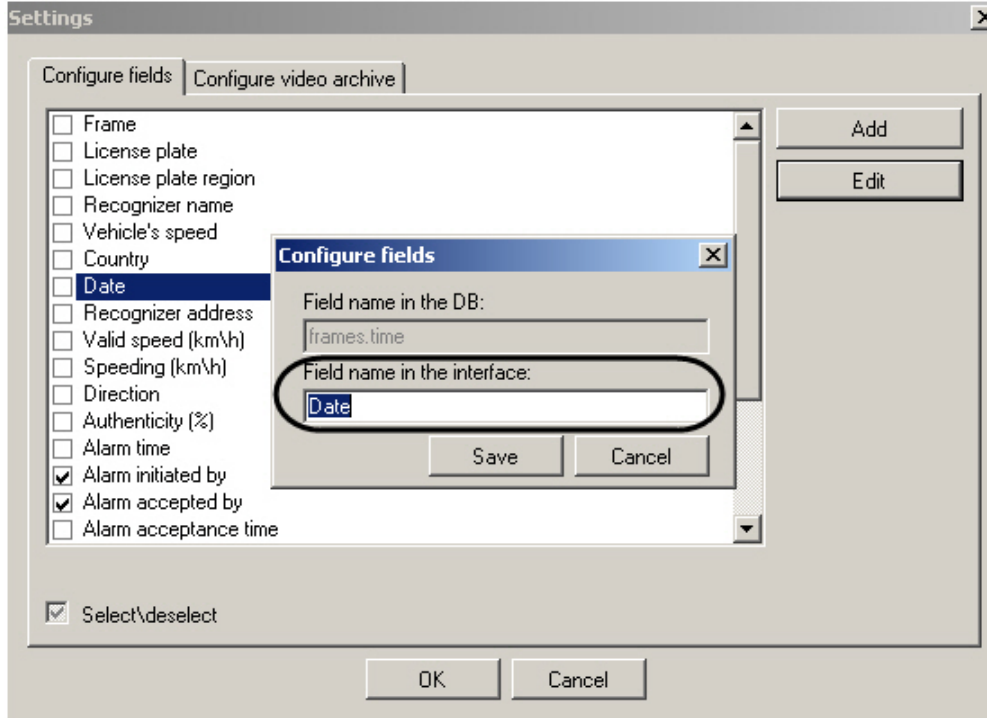 Settings
Configure fields
Configure video archive
Frame
License plate
License plate region
Recognizer name
Vehicle's speed
Country
Date
Recognizer address
Valid speed (km\h)
Speeding (km\h)
Direction
Authenticity (%)
Alarm time
Alarm initiated by
Alarm accepted by
Alarm acceptance time
Add
Edit
Configure fields
Field name in the DB:
frames.time
Field name in the interface:
Date
Save
Cancel
Select\deselect
OK
Cancel